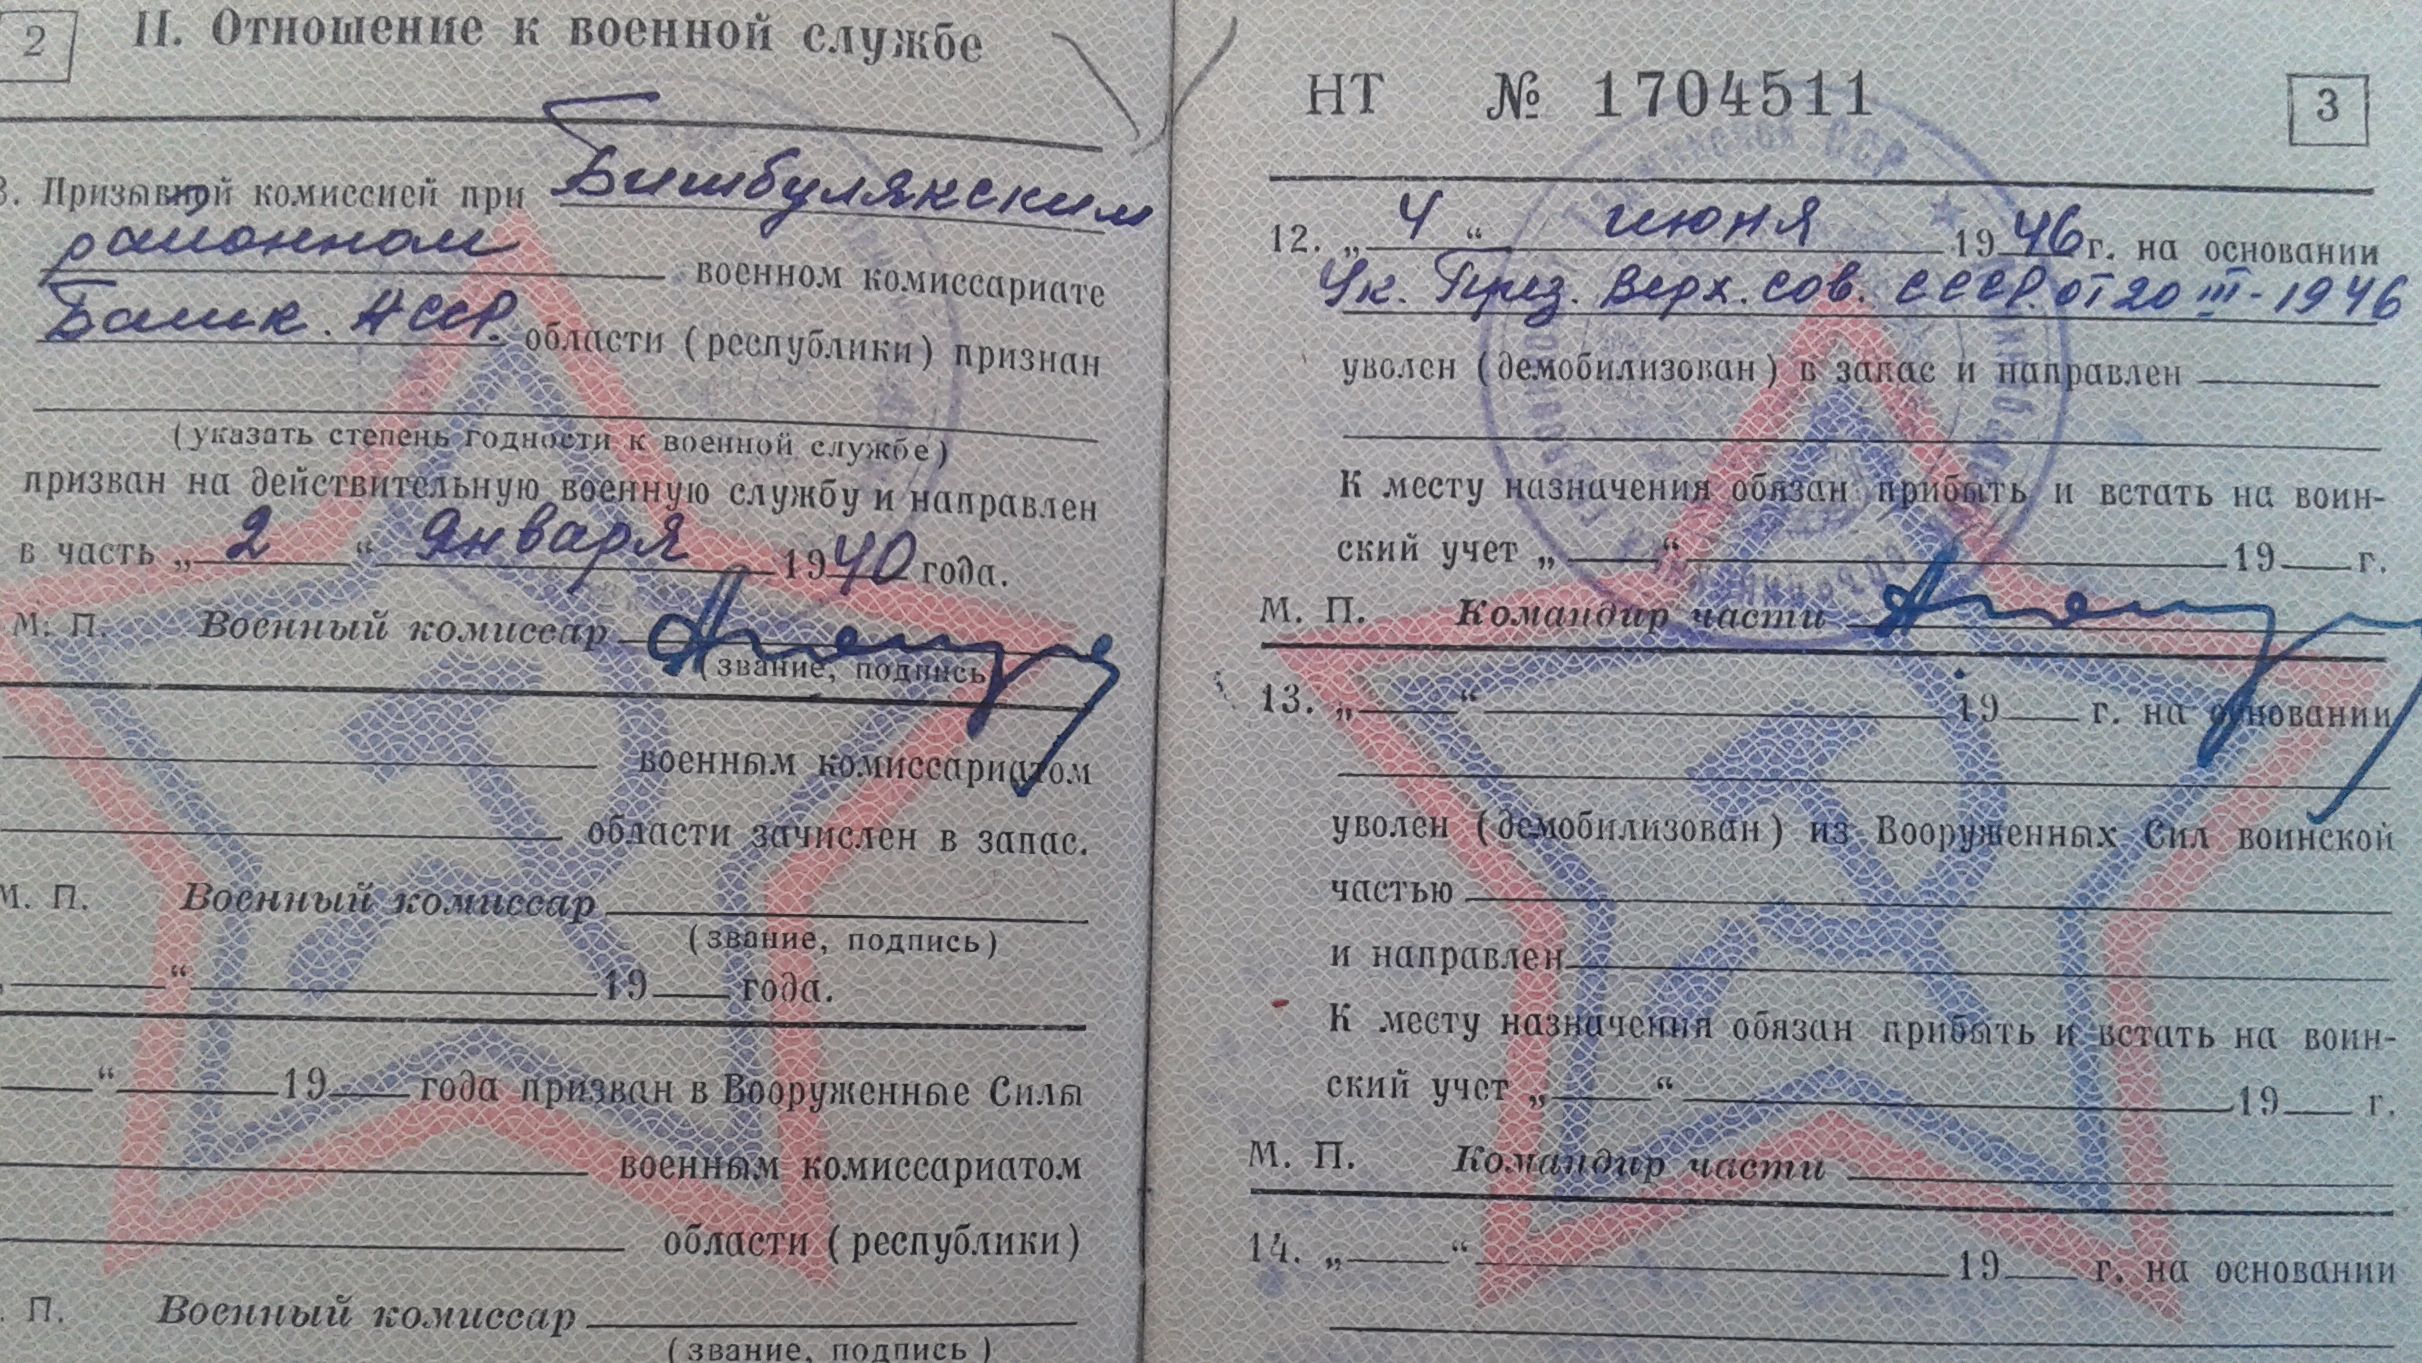 2
II. Отношение к военной службе
8. Призывной комиссией при Бишбулякским
районном военном комиссариате
Башк. АССР. области (республики) признан
(указать степень годности к военной службе)
призван на действительную военную службу и направлен
в часть „ 2 “ января 1940 года.
М. П. Военный комиссар
(звание, подпись
военным комиссариатом
области зачислен в запас.
М. П. Военный комиссар
(звание, подпись)
“ 19 года.
“ 19 года призван в Вооруженные Силы
военным комиссариатом
области (республики)
П. Военный комиссар
(звание, подпись)
НТ № 1704511
3
12. „ 4 “ июня 1946 г. на основании
Ук. През. Верх. Сов. СССР. от 20 III-1946
уволен (демобилизован) в запас и направлен
К месту назначения обязан прибыть и встать на воин-
ский учет „ “ 19 г.
М. П. Командир части
13. „ “ 19 г. на основании
уволен (демобилизован) из Вооруженных Сил воинской
частью
и направлен
К месту назначения обязан прибыть и встать на воин-
ский учет „ “ 19 г.
М. П. Командир части
14. „ “ 19 г. на основании